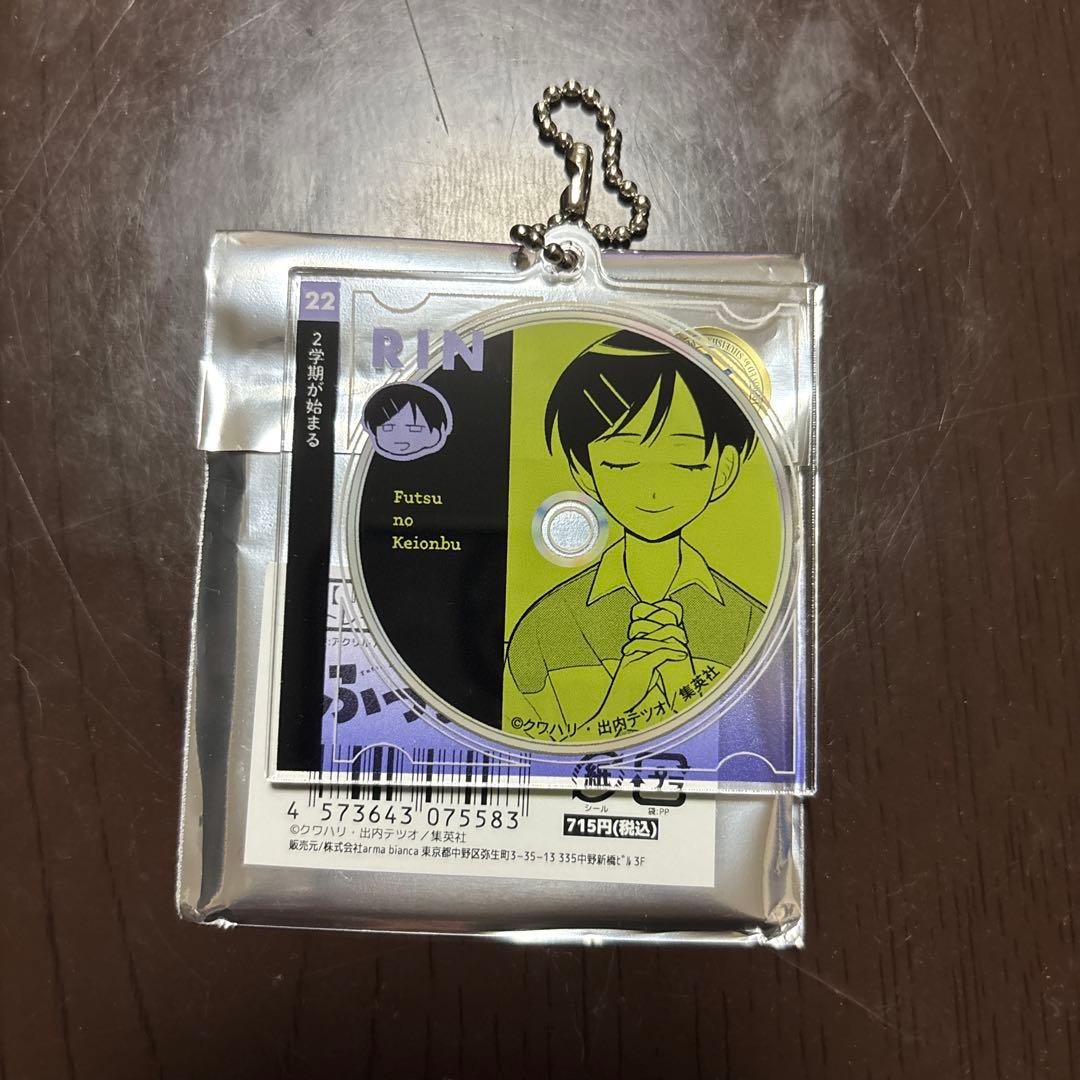 22
2学期が始まる
RIN
Futsu
no
Keionbu
©クワハリ・出内テツオ/集英社
紙
プラ
シール
袋:PP
4 573643 075583
715円(税込)
©クワハリ・出内テツオ/集英社
販売元/株式会社arma bianca 東京都中野区弥生町3-35-13 335中野新橋ﾋﾞﾙ 3F